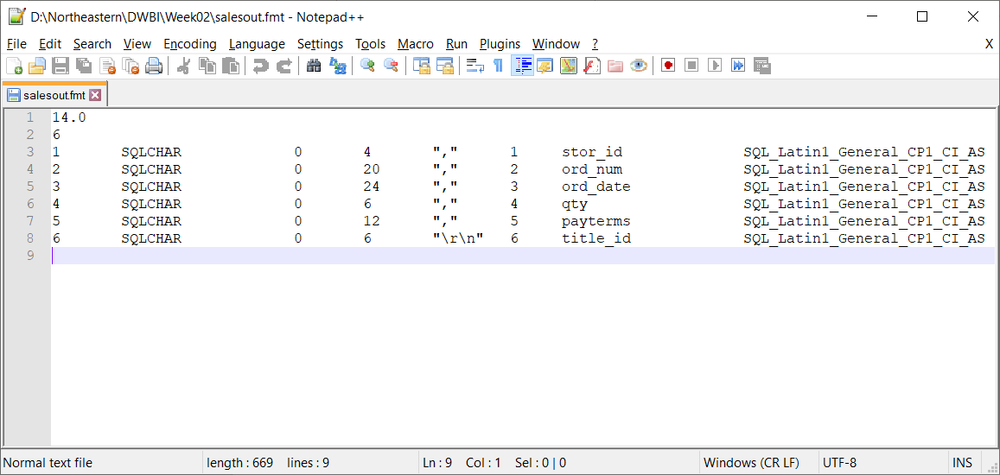 D:\Northeastern\DWBI\Week02\salesout.fmt - Notepad++
File Edit Search View Encoding Language Settings Tools Macro Run Plugins Window ? X
salesout.fmt
1 14.0
2 6
3 1 SQLCHAR 0 4 "," 1 stor_id SQL_Latin1_General_CP1_CI_AS
4 2 SQLCHAR 0 20 "," 2 ord_num SQL_Latin1_General_CP1_CI_AS
5 3 SQLCHAR 0 24 "," 3 ord_date SQL_Latin1_General_CP1_CI_AS
6 4 SQLCHAR 0 6 "," 4 qty SQL_Latin1_General_CP1_CI_AS
7 5 SQLCHAR 0 12 "," 5 payterms SQL_Latin1_General_CP1_CI_AS
8 6 SQLCHAR 0 6 "\r\n" 6 title_id SQL_Latin1_General_CP1_CI_AS
9
Normal text file length : 669 lines : 9 Ln : 9 Col : 1 Sel : 0 | 0 Windows (CR LF) UTF-8 INS